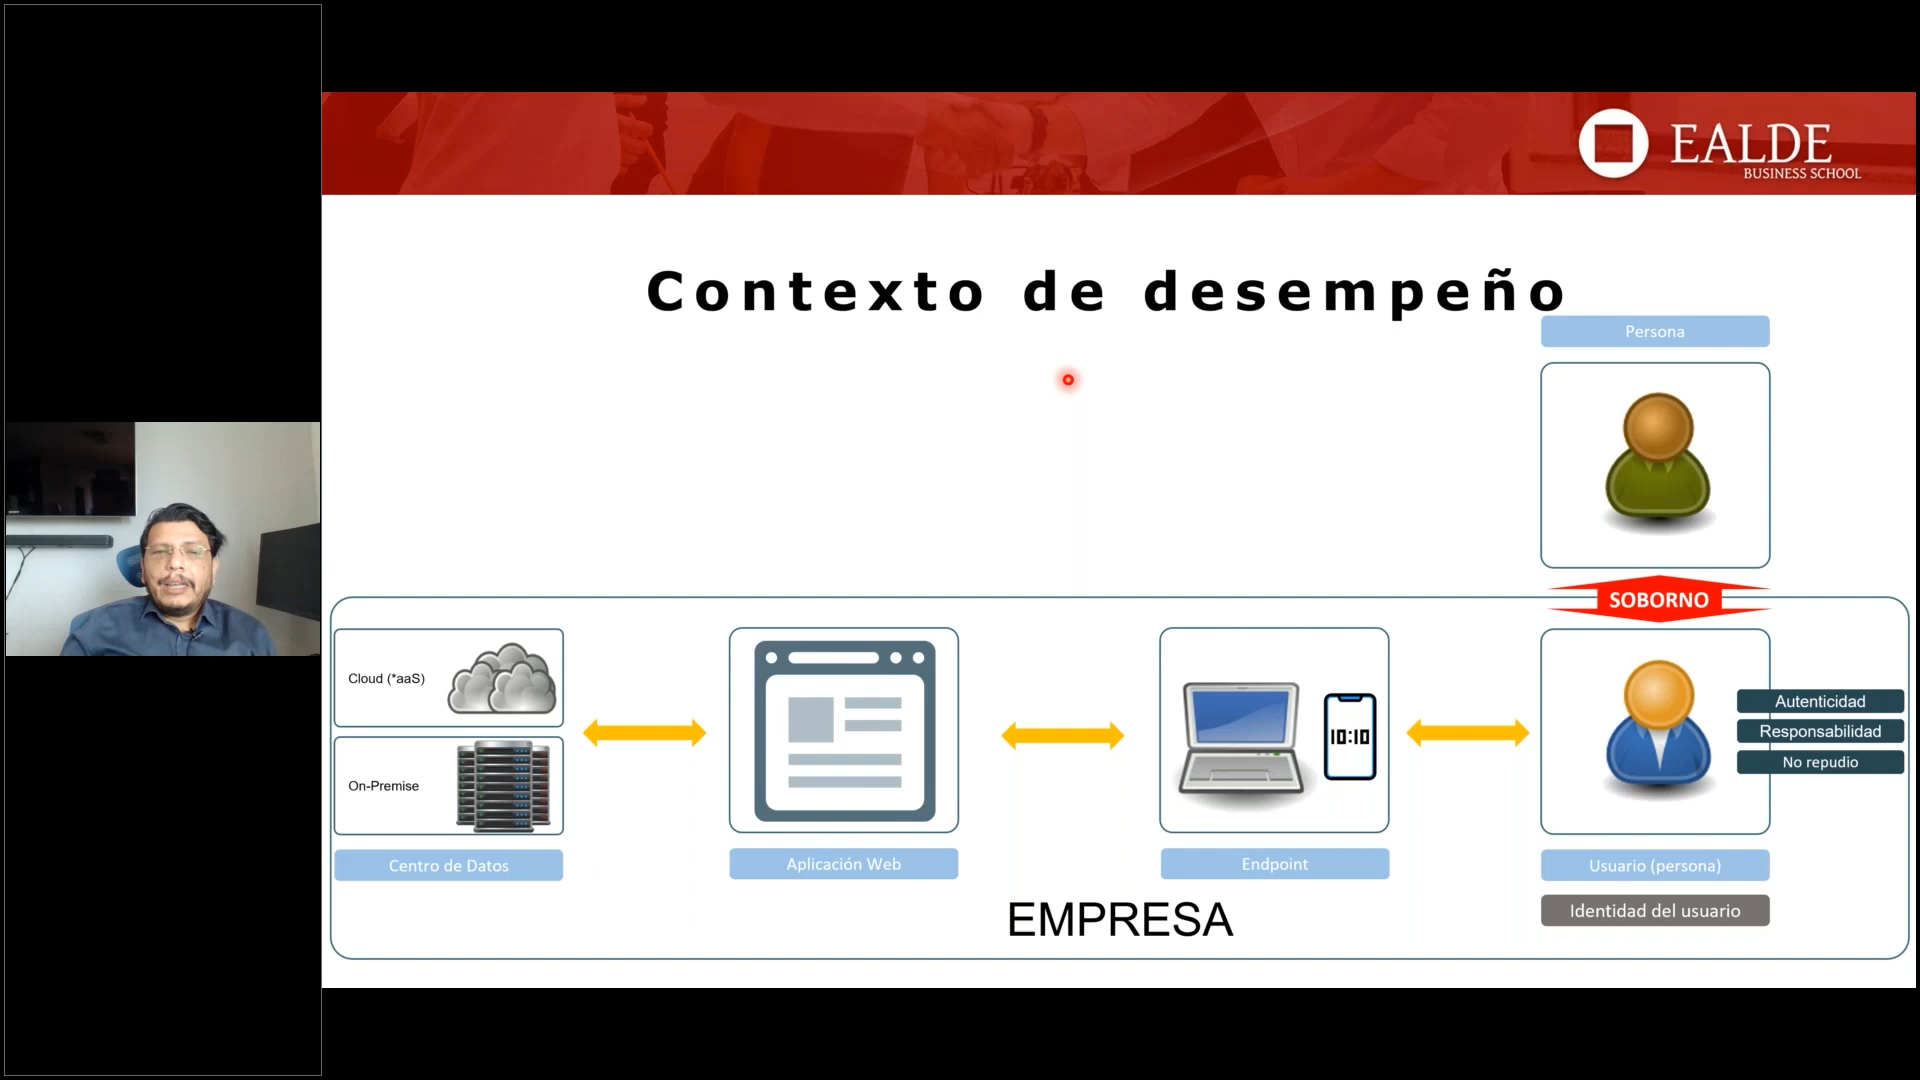 EALDE
BUSINESS SCHOOL
Contexto de desempeño
Persona
SOBORNO
Cloud (*aaS)
On-Premise
10:10
Autenticidad
Responsabilidad
No repudio
Centro de Datos
Aplicación Web
Endpoint
Usuario (persona)
Identidad del usuario
EMPRESA